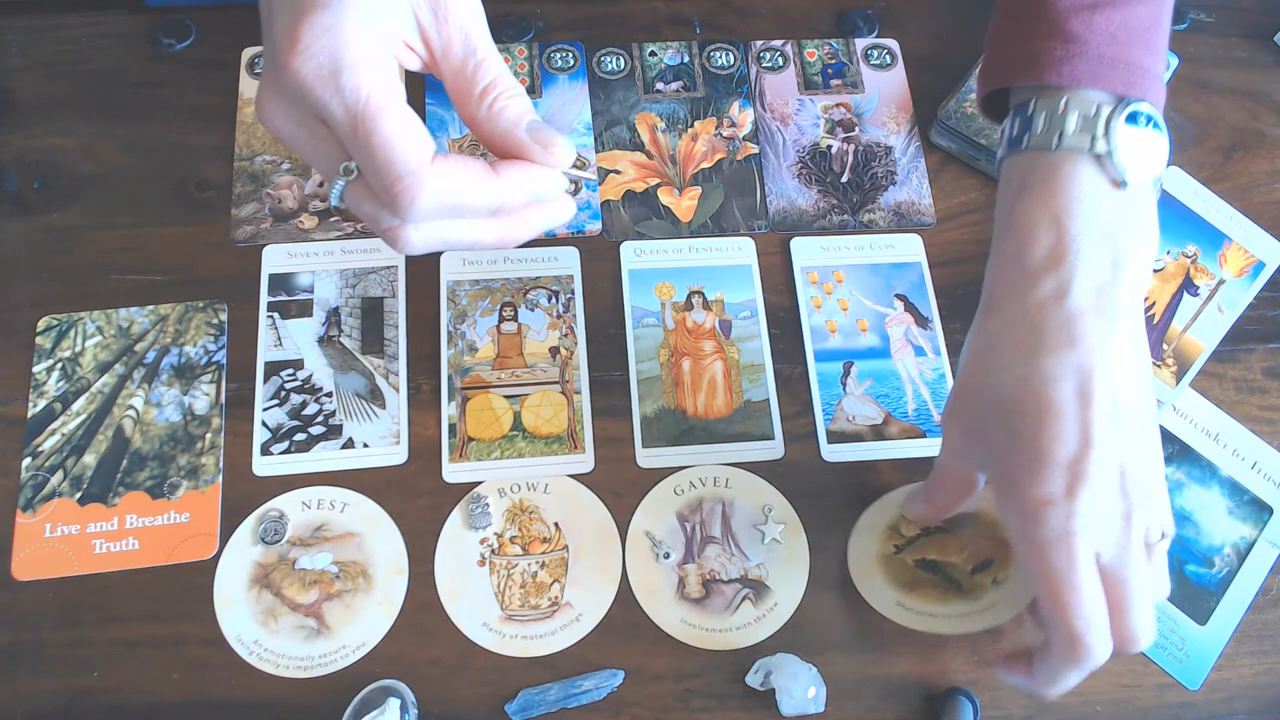 33
30
30
24
24
SEVEN OF SWORDS
TWO OF PENTACLES
QUEEN OF PENTACLES
SEVEN OF CUPS
Live and Breathe
Truth
Surrender to Trust
NEST
An emotionally secure,
loving family is important to you.
BOWL
Plenty of material things.
GAVEL
Involvement with the law